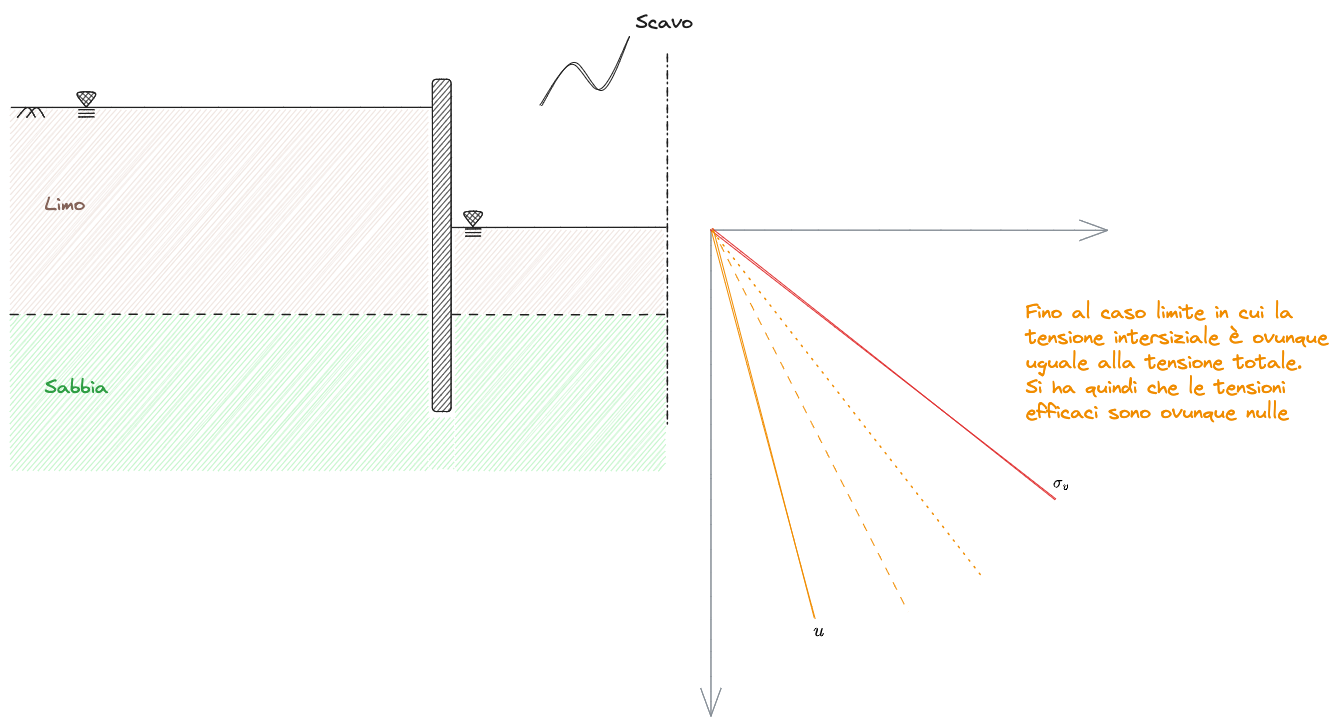 Scavo
Limo
Sabbia
Fino al caso limite in cui la
tensione intersiziale è ovunque
uguale alla tensione totale.
Si ha quindi che le tensioni
efficaci sono ovunque nulle
σv
u